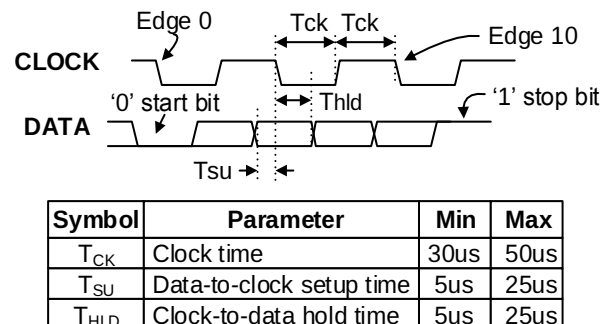 Edge 0 Tck Tck Edge 10
CLOCK
‘0’ start bit Thld ‘1’ stop bit
DATA
Tsu
Symbol Parameter Min Max
TCK Clock time 30us 50us
TSU Data-to-clock setup time 5us 25us
THLD Clock-to-data hold time 5us 25us